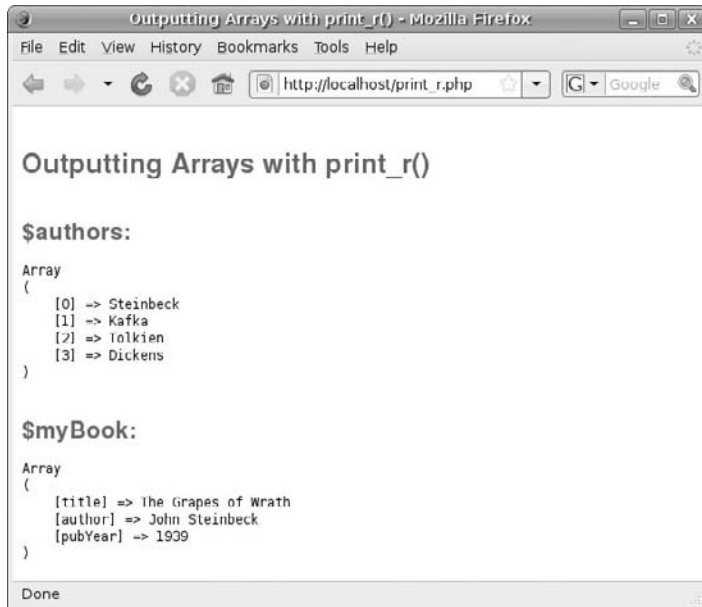 Outputting Arrays with print_r() - Mozilla Firefox
File Edit View History Bookmarks Tools Help
http://localhost/print_r.php
G Google
Outputting Arrays with print_r()
$authors:
Array
(
[0] => Steinbeck
[1] => Kafka
[2] => Tolkien
[3] => Dickens
)
$myBook:
Array
(
[title] => The Grapes of Wrath
[author] => John Steinbeck
[pubYear] => 1939
)
Done